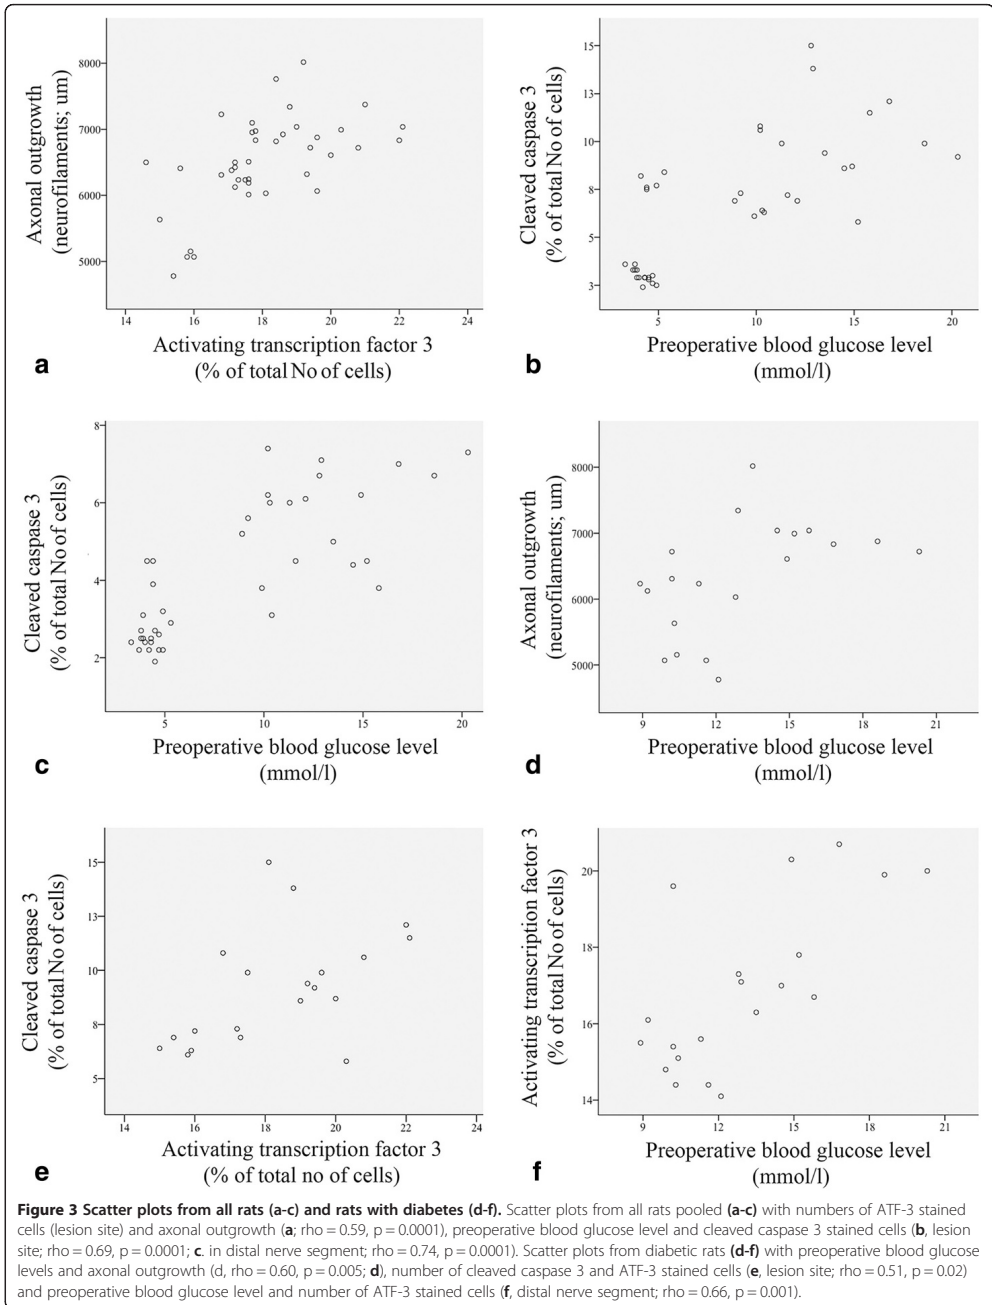 8000
7000
6000
5000
Axonal outgrowth
(neurofilaments; um)
14 16 18 20 22 24
Activating transcription factor 3
(% of total No of cells)
a
15
13
10
8
5
3
Cleaved caspase 3
(% of total No of cells)
5 10 15 20
Preoperative blood glucose level
(mmol/l)
b
8
6
4
2
Cleaved caspase 3
(% of total No of cells)
5 10 15 20
Preoperative blood glucose level
(mmol/l)
c
8000
7000
6000
5000
Axonal outgrowth
(neurofilaments; um)
9 12 15 18 21
Preoperative blood glucose level
(mmol/l)
d
15
13
10
8
5
Cleaved caspase 3
(% of total No of cells)
14 16 18 20 22 24
Activating transcription factor 3
(% of total no of cells)
e
20
18
16
14
Activating transcription factor 3
(% of total No of cells)
9 12 15 18 21
Preoperative blood glucose level
(mmol/l)
f
Figure 3 Scatter plots from all rats (a-c) and rats with diabetes (d-f). Scatter plots from all rats pooled (a-c) with numbers of ATF-3 stained
cells (lesion site) and axonal outgrowth (a; rho = 0.59, p = 0.0001), preoperative blood glucose level and cleaved caspase 3 stained cells (b, lesion
site; rho = 0.69, p = 0.0001; c. in distal nerve segment; rho = 0.74, p = 0.0001). Scatter plots from diabetic rats (d-f) with preoperative blood glucose
levels and axonal outgrowth (d, rho = 0.60, p = 0.005; d), number of cleaved caspase 3 and ATF-3 stained cells (e, lesion site; rho = 0.51, p = 0.02)
and preoperative blood glucose level and number of ATF-3 stained cells (f, distal nerve segment; rho = 0.66, p = 0.001).